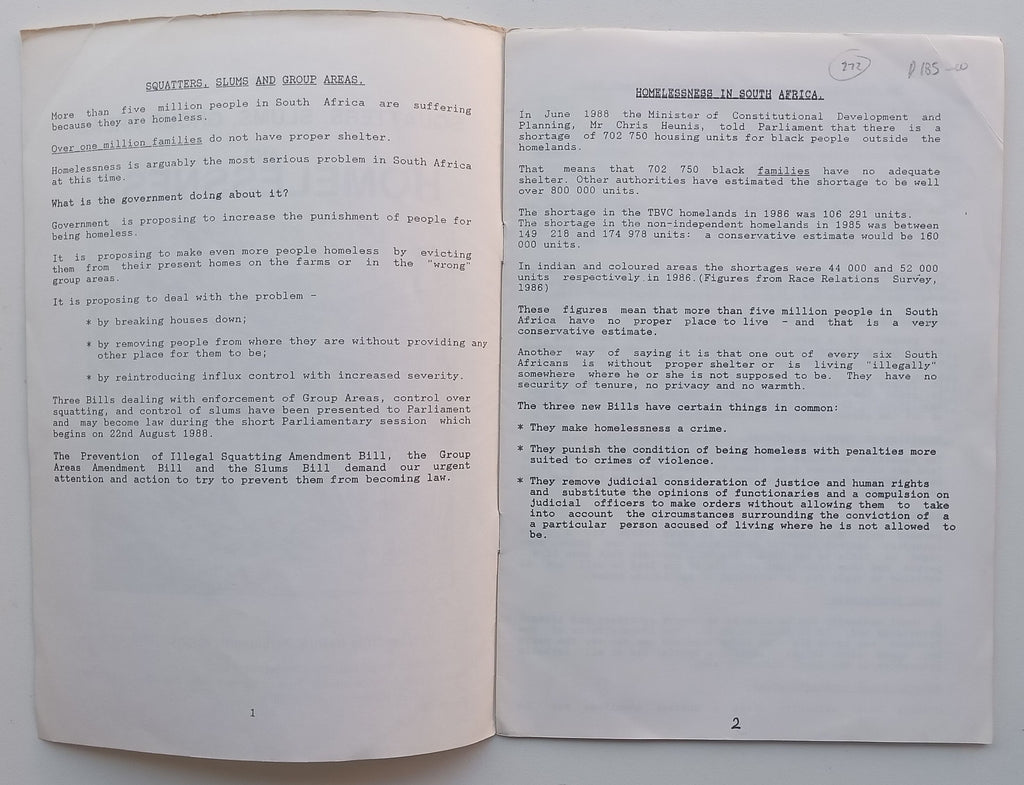 SQUATTERS, SLUMS AND GROUP AREAS.
More than five million people in South Africa are suffering
because they are homeless.
Over one million families do not have proper shelter.
Homelessness is arguably the most serious problem in South Africa
at this time.
What is the government doing about it?
Government is proposing to increase the punishment of people for
being homeless.
It is proposing to make even more people homeless by evicting
them from their present homes on the farms or in the "wrong"
group areas.
It is proposing to deal with the problem -
* by breaking houses down;
* by removing people from where they are without providing any
other place for them to be;
* by reintroducing influx control with increased severity.
Three Bills dealing with enforcement of Group Areas, control over
squatting, and control of slums have been presented to Parliament
and may become law during the short Parliamentary session which
begins on 22nd August 1988.
The Prevention of Illegal Squatting Amendment Bill, the Group
Areas Amendment Bill and the Slums Bill demand our urgent
attention and action to try to prevent them from becoming law.
1
272
HOMELESSNESS IN SOUTH AFRICA.
In June 1988 the Minister of Constitutional Development and
Planning, Mr Chris Heunis, told Parliament that there is a
shortage of 702 750 housing units for black people outside the
homelands.
That means that 702 750 black families have no adequate
shelter. Other authorities have estimated the shortage to be well
over 800 000 units.
The shortage in the TBVC homelands in 1986 was 106 291 units.
The shortage in the non-independent homelands in 1985 was between
149 218 and 174 978 units: a conservative estimate would be 160
000 units.
In indian and coloured areas the shortages were 44 000 and 52 000
units respectively in 1986.(Figures from Race Relations Survey,
1986)
These figures mean that more than five million people in South
Africa have no proper place to live - and that is a very
conservative estimate.
Another way of saying it is that one out of every six South
Africans is without proper shelter or is living "illegally"
somewhere where he or she is not supposed to be. They have no
security of tenure, no privacy and no warmth.
The three new Bills have certain things in common:
* They make homelessness a crime.
* They punish the condition of being homeless with penalties more
suited to crimes of violence.
* They remove judicial consideration of justice and human rights
and substitute the opinions of functionaries and a compulsion on
judicial officers to make orders without allowing them to take
into account the circumstances surrounding the conviction of a
a particular person accused of living where he is not allowed to
be.
2